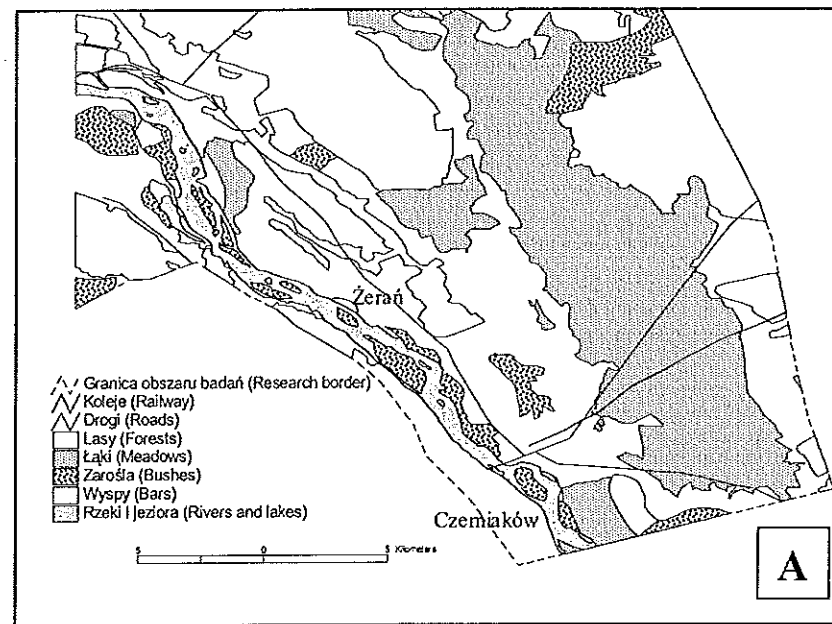 Żerań
Granica obszaru badań (Research border)
Koleje (Railway)
Drogi (Roads)
Lasy (Forests)
Łąki (Meadows)
Zarośla (Bushes)
Wyspy (Bars)
Rzeki I jeziora (Rivers and lakes)
Czerniaków
5 0 5 Kilometers
A